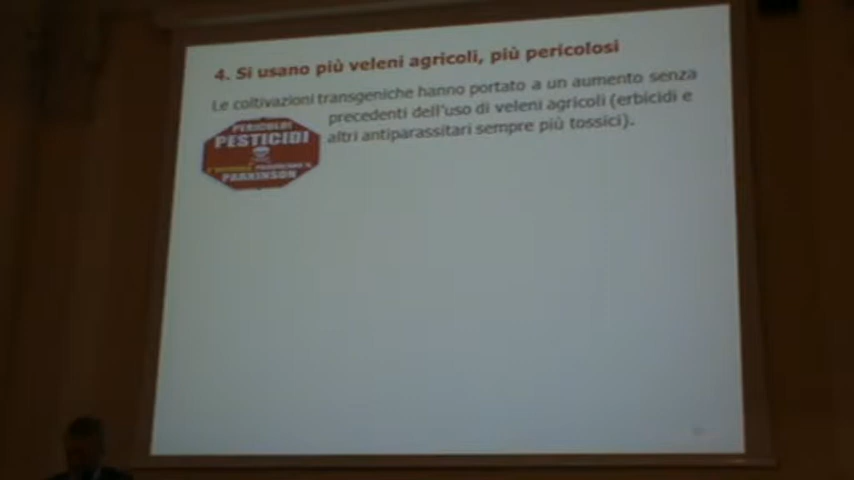 4. Si usano più veleni agricoli, più pericolosi
Le coltivazioni transgeniche hanno portato a un aumento senza
precedenti dell'uso di veleni agricoli (erbicidi e
altri antiparassitari sempre più tossici).
PERICOLO!
PESTICIDI
PARKINSON